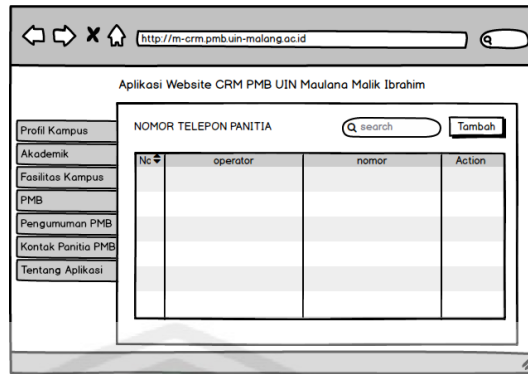 http://m-crm.pmb.uin-malang.ac.id
Aplikasi Website CRM PMB UIN Maulana Malik Ibrahim
Profil Kampus
Akademik
Fasilitas Kampus
PMB
Pengumuman PMB
Kontak Panitia PMB
Tentang Aplikasi
NOMOR TELEPON PANITIA search Tambah
No operator nomor Action